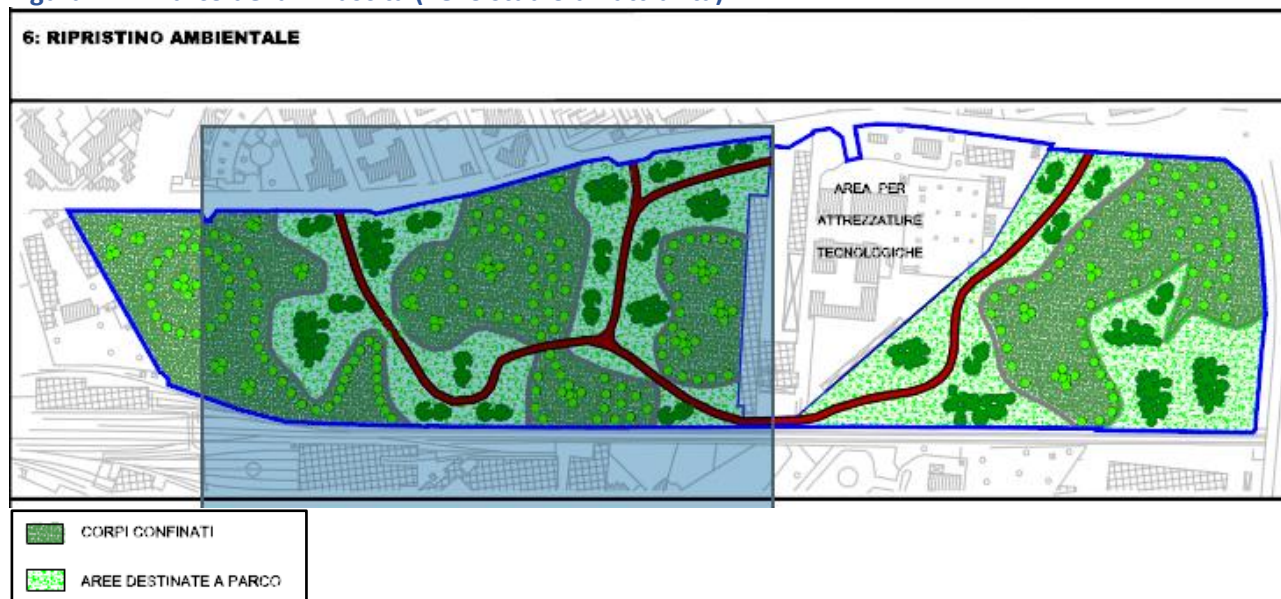 6: RIPRISTINO AMBIENTALE
AREA PER
ATTREZZATURE
TECNOLOGICHE
CORPI CONFINATI
AREE DESTINATE A PARCO